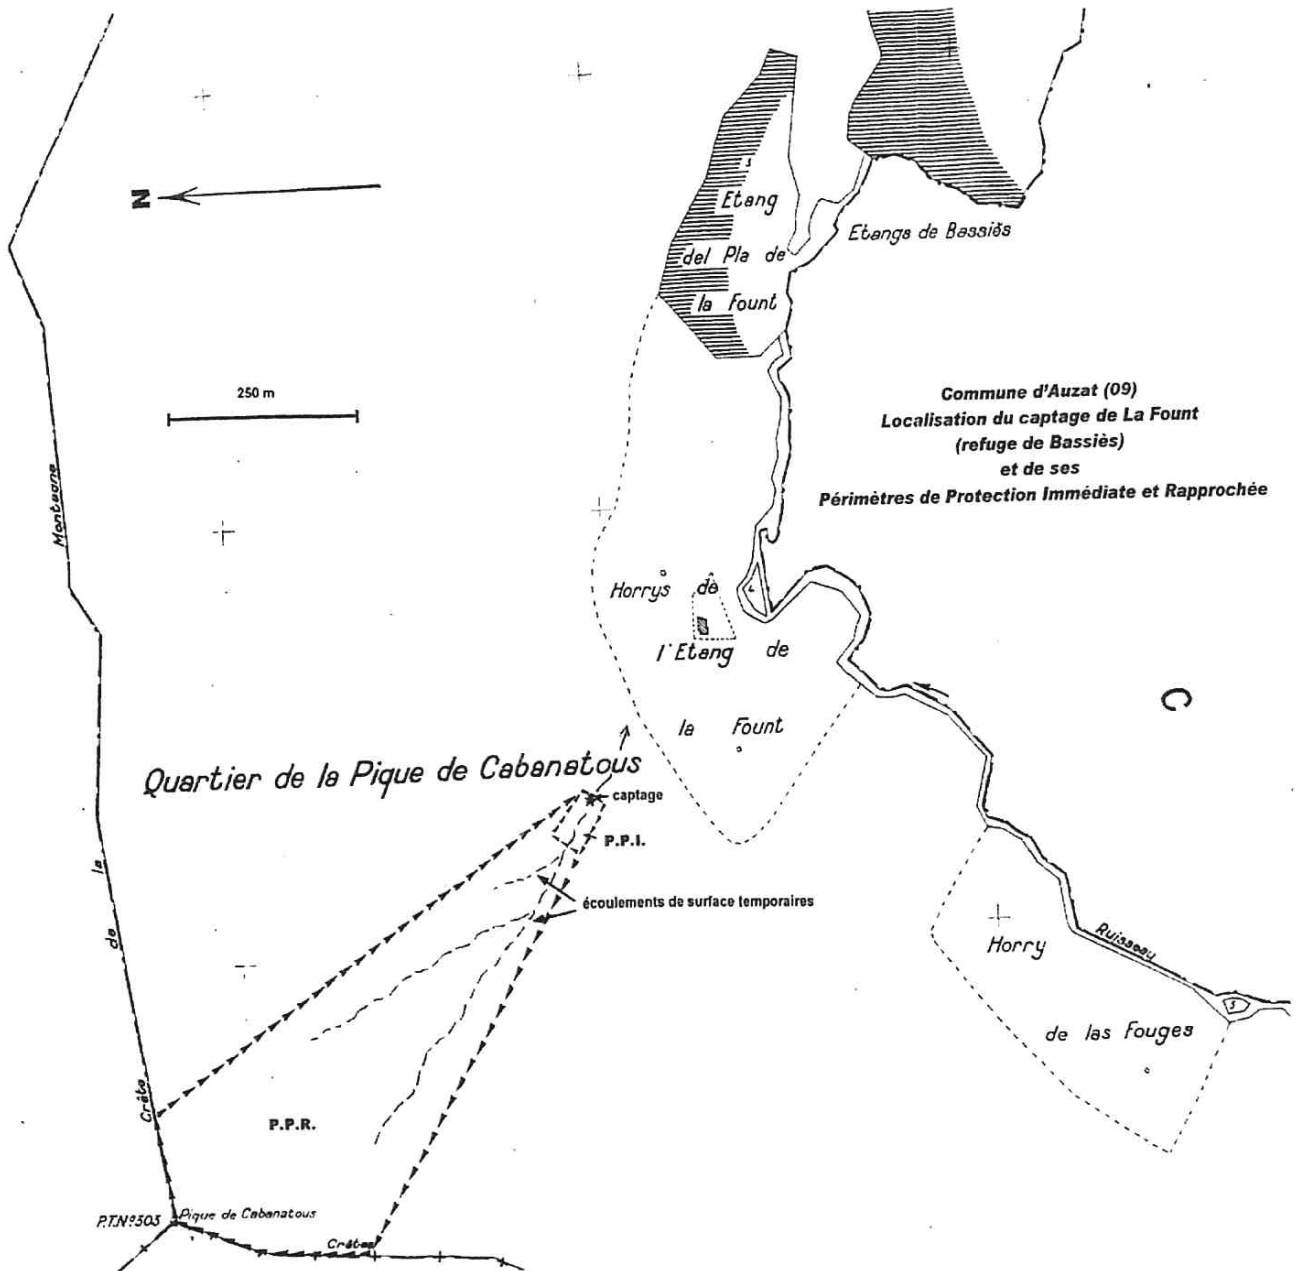 N
Etang
del Pla de
la Fount
Etangs de Bassiès
250 m
Commune d'Auzat (09)
Localisation du captage de La Fount
(refuge de Bassiès)
et de ses
Périmètres de Protection Immédiate et Rapprochée
Horrys de
l'Etang de
la Fount
C
Quartier de la Pique de Cabanatous
captage
P.P.I.
écoulements de surface temporaires
Horry
de las Fouges
Ruisseau
P.P.R.
Crête de la Montagne
P.T.Nº303
Pique de Cabanatous
Crêtes